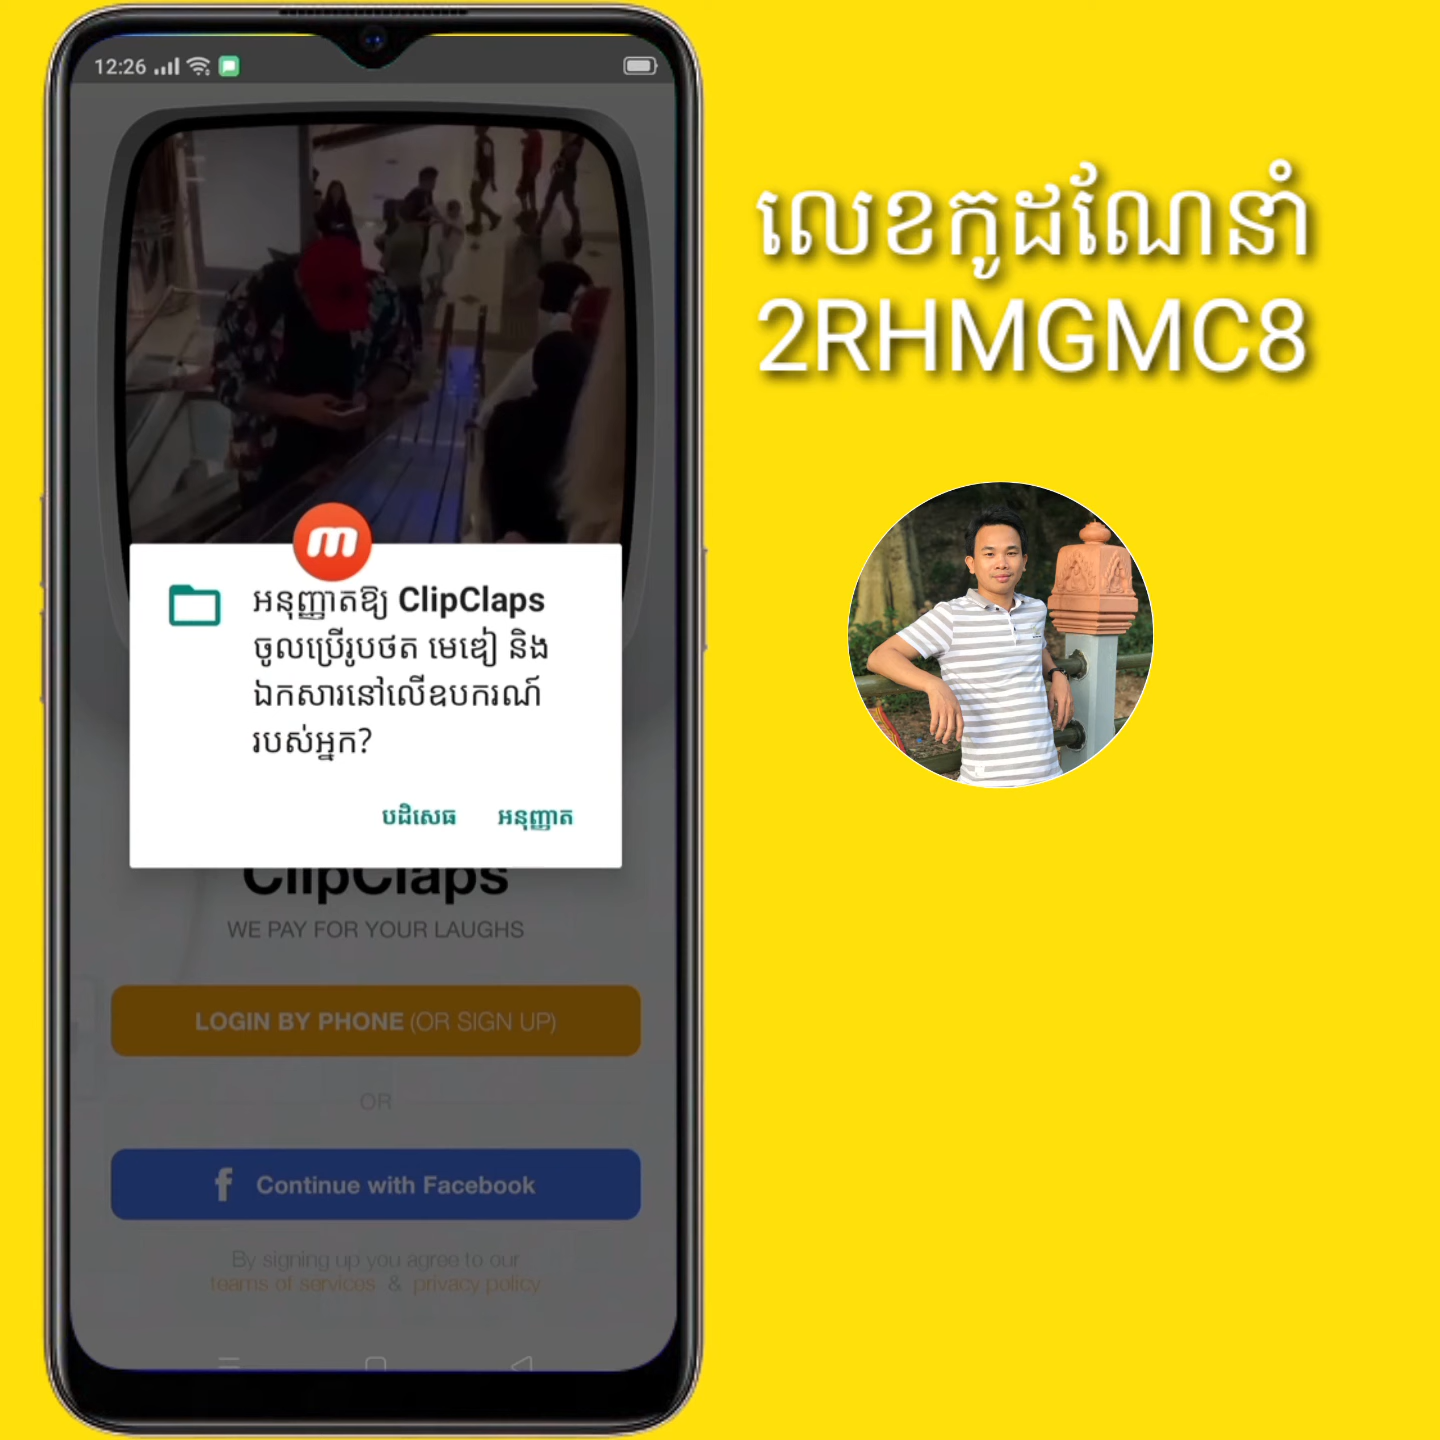 12:26
m
អនុញ្ញាតឱ្យ ClipClaps
ចូលប្រើរូបថត មេឌៀ និង
ឯកសារនៅលើឧបករណ៍
របស់អ្នក?
បដិសេធ អនុញ្ញាត
ClipClaps
WE PAY FOR YOUR LAUGHS
LOGIN BY PHONE (OR SIGN UP)
OR
f Continue with Facebook
By signing up you agree to our
teams of services & privacy policy
លេខកូដណែនាំ
2RHMGMC8